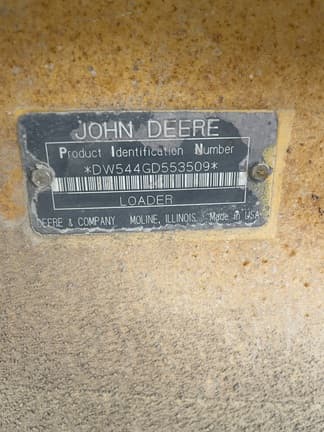 JOHN DEERE
Product Identification Number
*DW544GD553509*
LOADER
DEERE & COMPANY MOLINE, ILLINOIS Made in USA